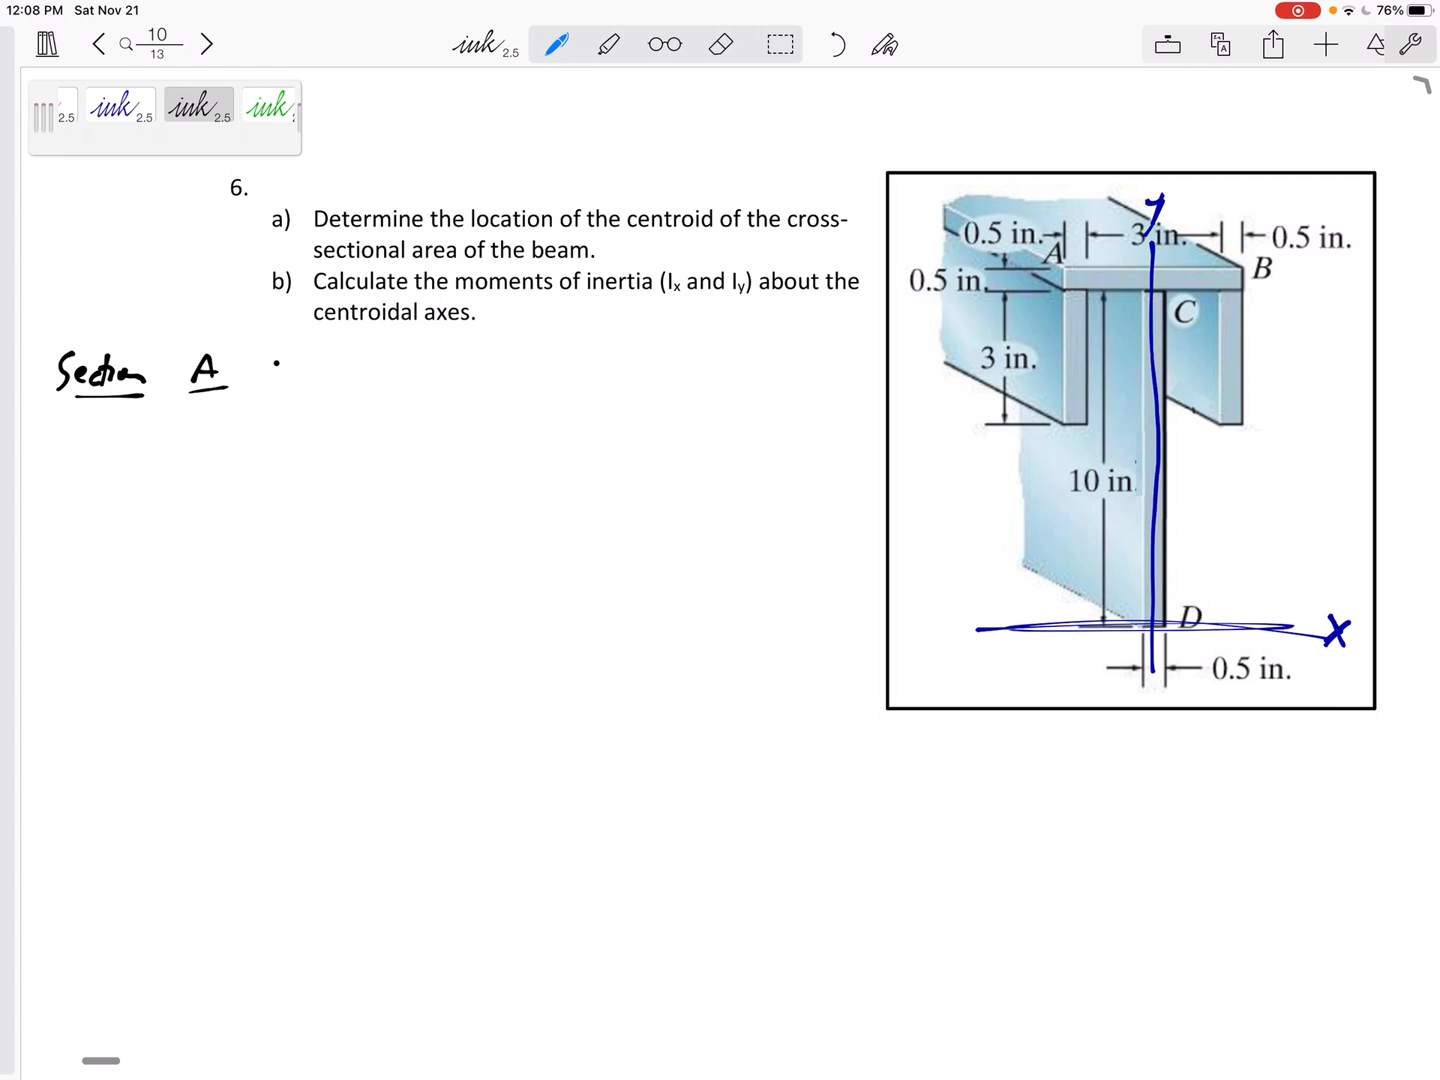 12:08 PM Sat Nov 21
76%
10
13
ink 2.5
2.5 ink 2.5 ink 2.5 ink
6.
a) Determine the location of the centroid of the cross-
sectional area of the beam.
b) Calculate the moments of inertia (Ix and Iy) about the
centroidal axes.
Section A
y
0.5 in. 3 in. 0.5 in.
A
B
0.5 in.
C
3 in.
10 in.
D
X
0.5 in.